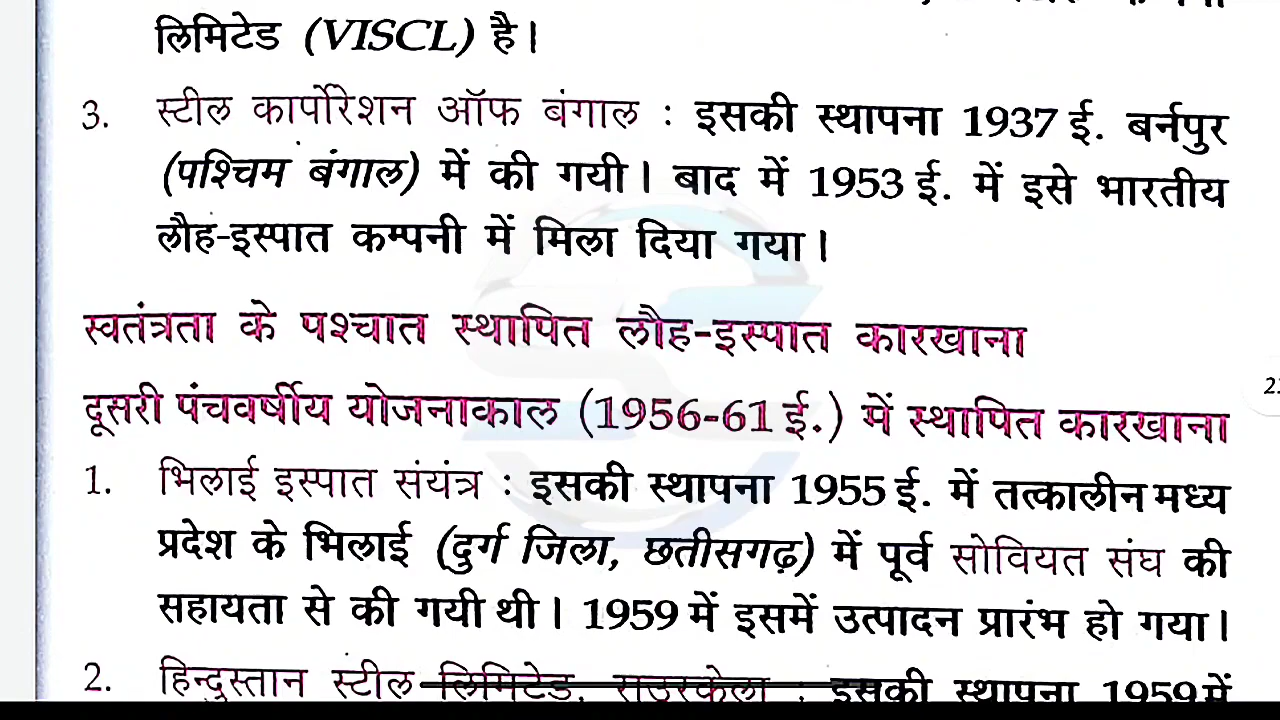 लिमिटेड (VISCL) है।
3. स्टील कार्पोरेशन ऑफ बंगाल : इसकी स्थापना 1937 ई. बर्नपुर
(पश्चिम बंगाल) में की गयी। बाद में 1953 ई. में इसे भारतीय
लौह-इस्पात कम्पनी में मिला दिया गया।
स्वतंत्रता के पश्चात स्थापित लौह-इस्पात कारखाना
दूसरी पंचवर्षीय योजनाकाल (1956-61 ई.) में स्थापित कारखाना
1. भिलाई इस्पात संयंत्र : इसकी स्थापना 1955 ई. में तत्कालीन मध्य
प्रदेश के भिलाई (दुर्ग जिला, छत्तीसगढ़) में पूर्व सोवियत संघ की
सहायता से की गयी थी। 1959 में इसमें उत्पादन प्रारंभ हो गया।
2. हिन्दुस्तान स्टील लिमिटेड, राउरकेला : इसकी स्थापना 1959 में